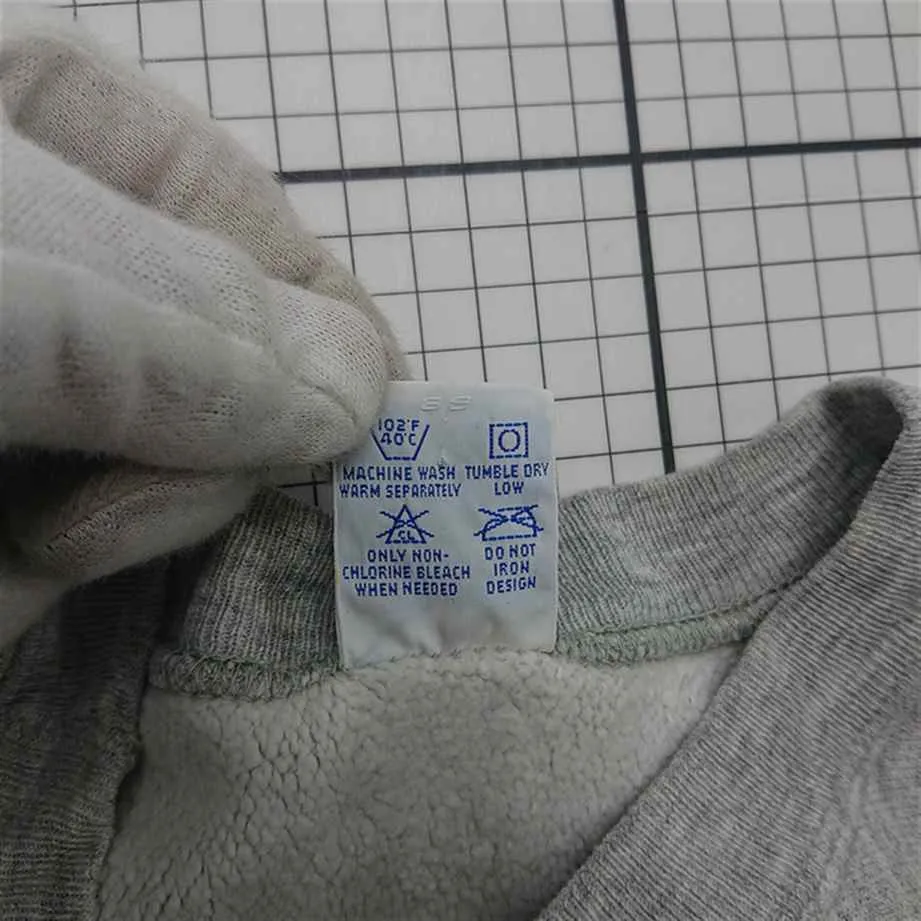 102°F
40°C
MACHINE WASH
WARM SEPARATELY
TUMBLE DRY
LOW
CL
ONLY NON-
CHLORINE BLEACH
WHEN NEEDED
DO NOT
IRON
DESIGN